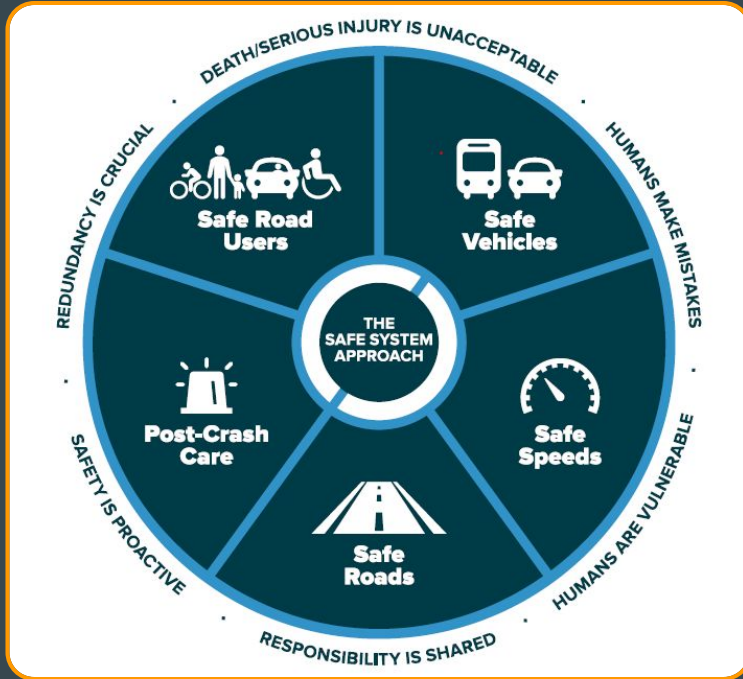 DEATH/SERIOUS INJURY IS UNACCEPTABLE
HUMANS MAKE MISTAKES
HUMANS ARE VULNERABLE
RESPONSIBILITY IS SHARED
SAFETY IS PROACTIVE
REDUNDANCY IS CRUCIAL
Safe Road
Users
Safe
Vehicles
Safe
Speeds
Safe
Roads
Post-Crash
Care
THE
SAFE SYSTEM
APPROACH